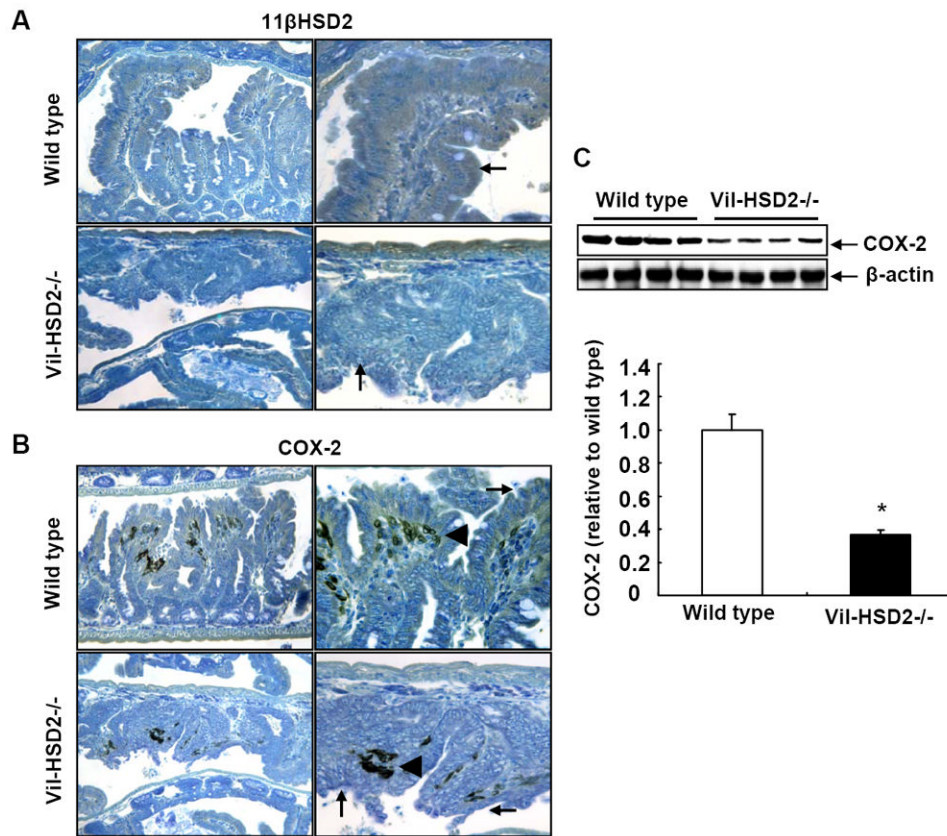 A
11βHSD2
Wild type
Vil-HSD2-/-
B
COX-2
Wild type
Vil-HSD2-/-
C
Wild type Vil-HSD2-/-
COX-2
β-actin
COX-2 (relative to wild type)
1.4
1.2
1.0
0.8
0.6
0.4
1.2
0
*
Wild type
Vil-HSD2-/-